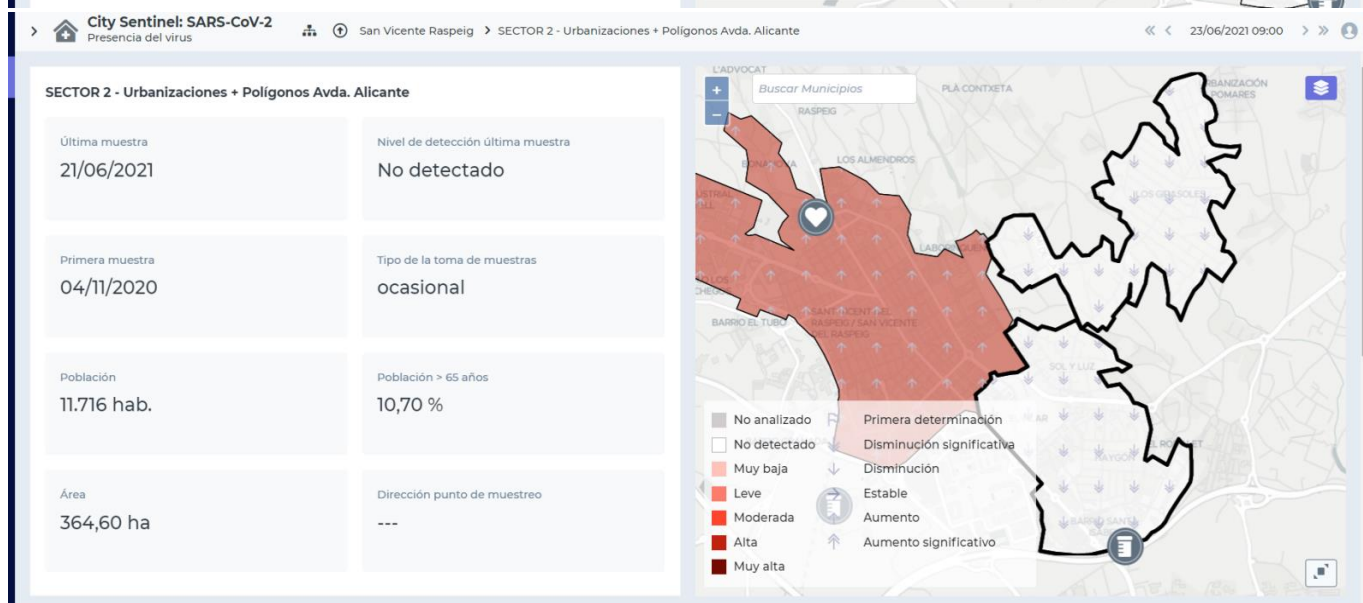 City Sentinel: SARS-CoV-2
Presencia del virus
San Vicente Raspeig > SECTOR 2 - Urbanizaciones + Polígonos Avda. Alicante
23/06/2021 09:00
SECTOR 2 - Urbanizaciones + Polígonos Avda. Alicante
Última muestra
21/06/2021
Nivel de detección última muestra
No detectado
Primera muestra
04/11/2020
Tipo de la toma de muestras
ocasional
Población
11.716 hab.
Población > 65 años
10,70 %
Área
364,60 ha
Dirección punto de muestreo
---
L'ADVOCAT
Buscar Municipios
RASPEIG
PLÀ CONTXETA
URBANIZACIÓN
POMARES
BONANOVA
LOS ALMENDROS
LOS GIRASOLES
BARRIO EL TUBO
SANT VICENT DEL
RASPEIG / SAN VICENTE
DEL RASPEIG
SOL Y LUZ
HAYGON
No analizado
No detectado
Muy baja
Leve
Moderada
Alta
Muy alta
Primera determinación
Disminución significativa
Disminución
Estable
Aumento
Aumento significativo